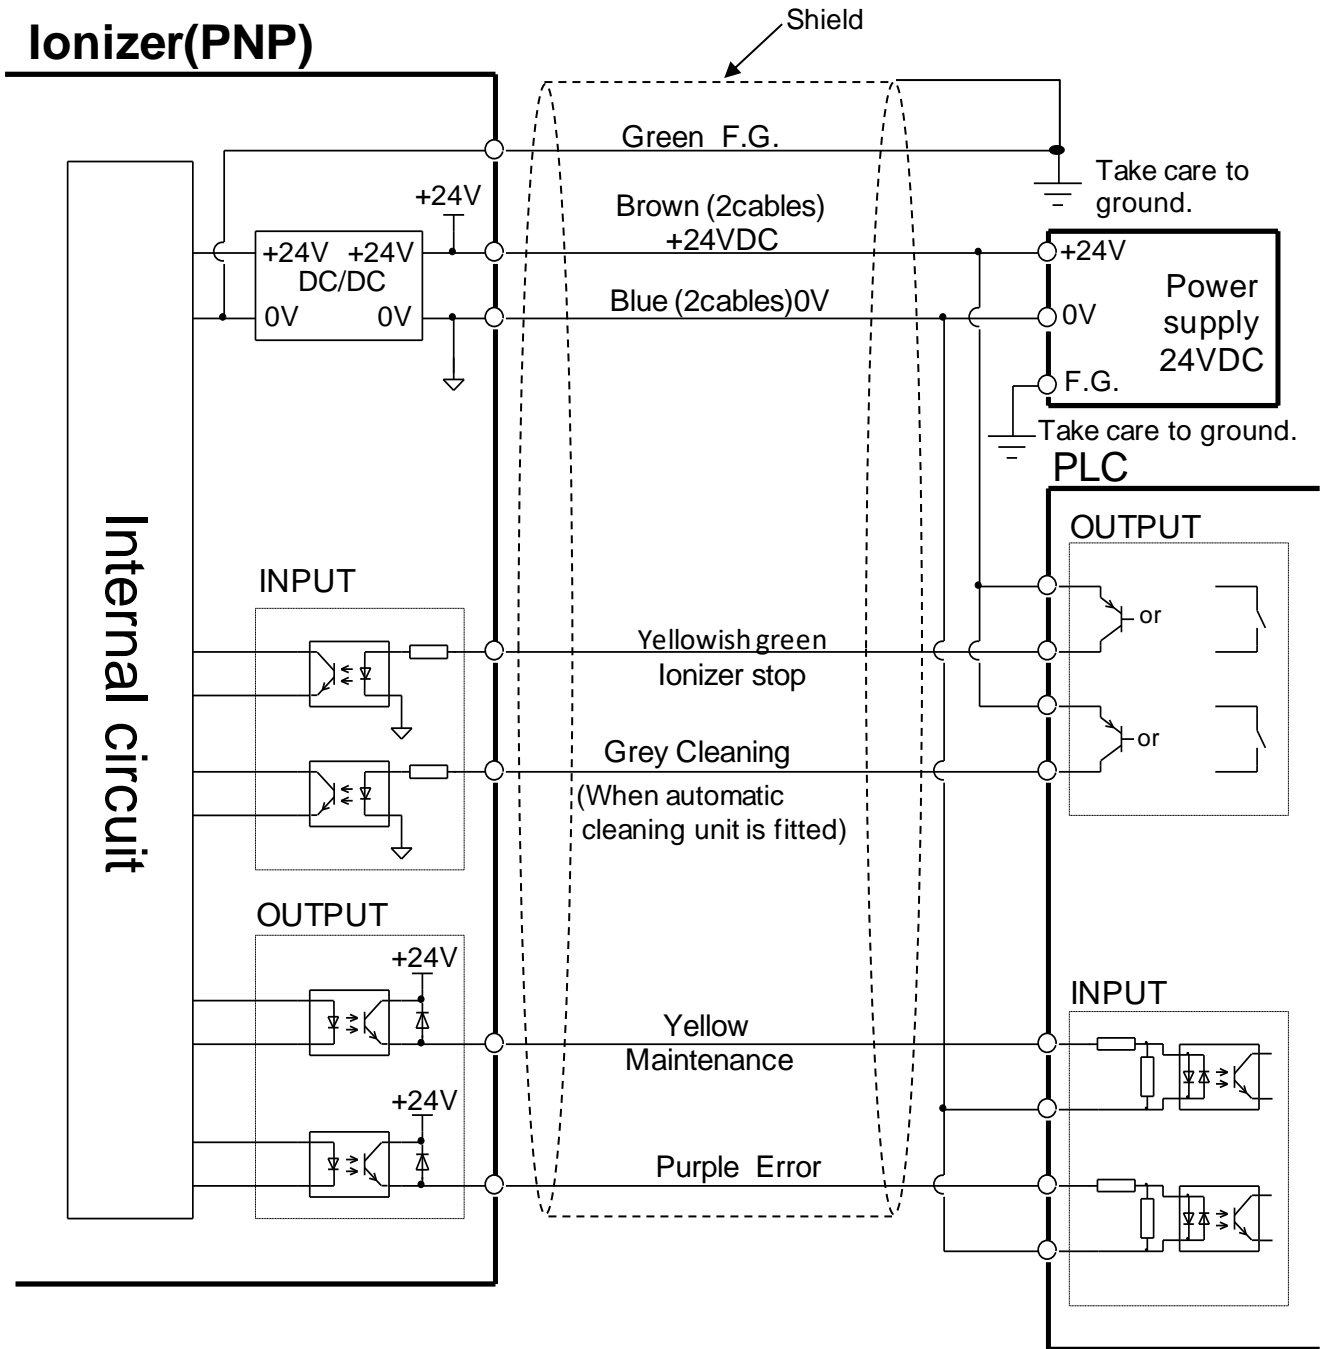 Shield
Ionizer(PNP)
Green F.G.
Take care to
ground.
+24V
Brown (2cables)
+24VDC
+24V +24V
DC/DC
0V 0V
Blue (2cables)0V
+24V
0V
F.G.
Power
supply
24VDC
Take care to ground.
PLC
OUTPUT
Internal circuit
INPUT
or
Yellowish green
Ionizer stop
or
Grey Cleaning
(When automatic
cleaning unit is fitted)
OUTPUT
+24V
INPUT
Yellow
Maintenance
+24V
Purple Error